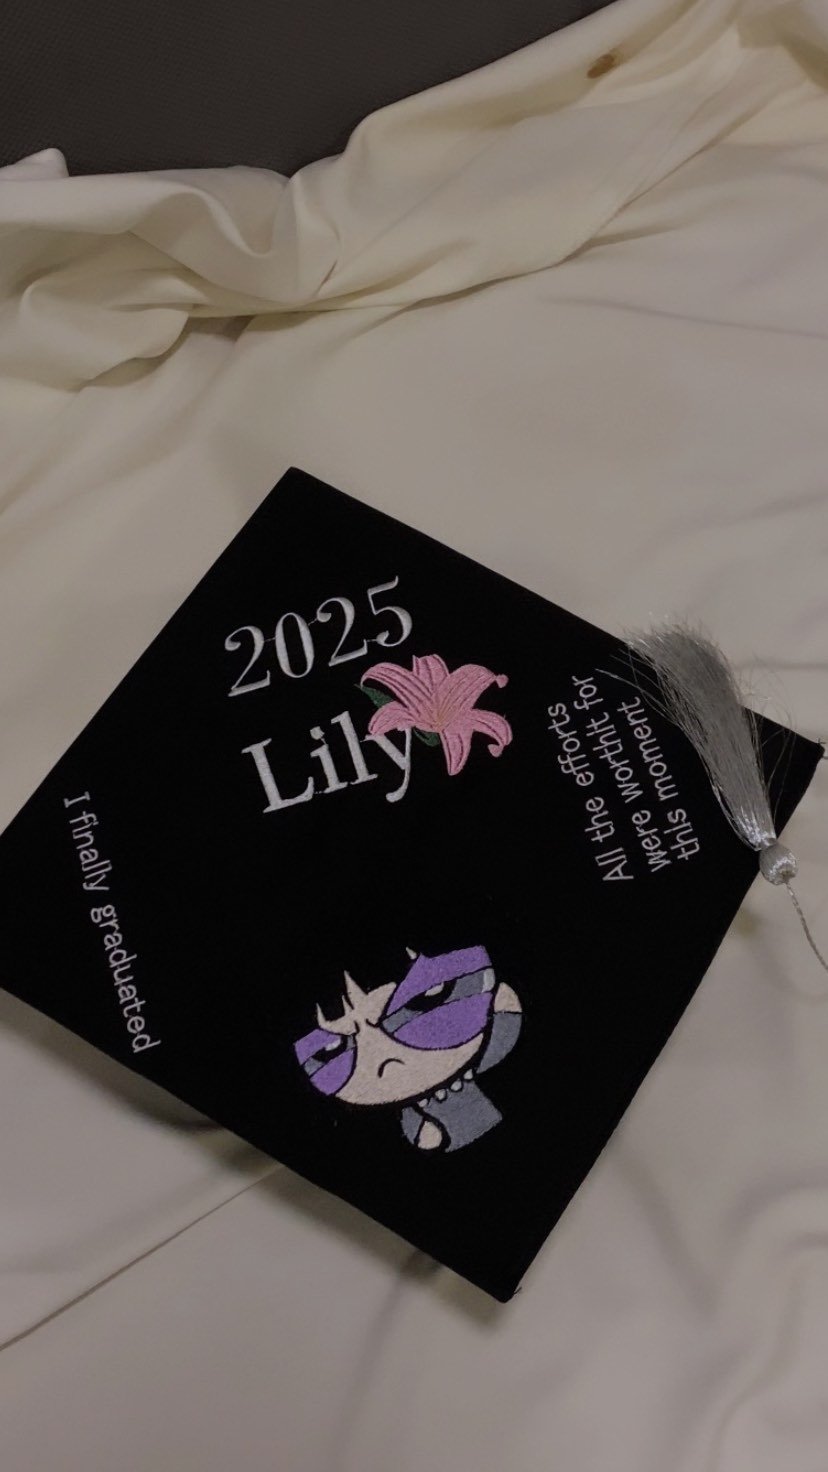 2025
Lily
All the efforts
were worthit for
this moment
I finally graduated